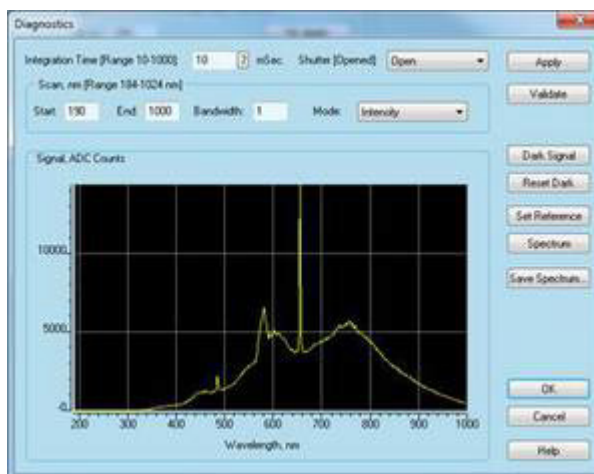 Diagnostics
Integration Time [Range 10-1000] 10 mSec. Shutter [Opened] Open
Apply
Scan, nm [Range 184-1024 nm]
Validate
Start: 190 End: 1000 Bandwidth: 1 Mode: Intensity
Signal, ADC Counts
Dark Signal
Reset Dark
Set Reference
Spectrum
Save Spectrum...
10000
5000
-0
200 300 400 500 600 700 800 900 1000
Wavelength, nm
OK
Cancel
Help